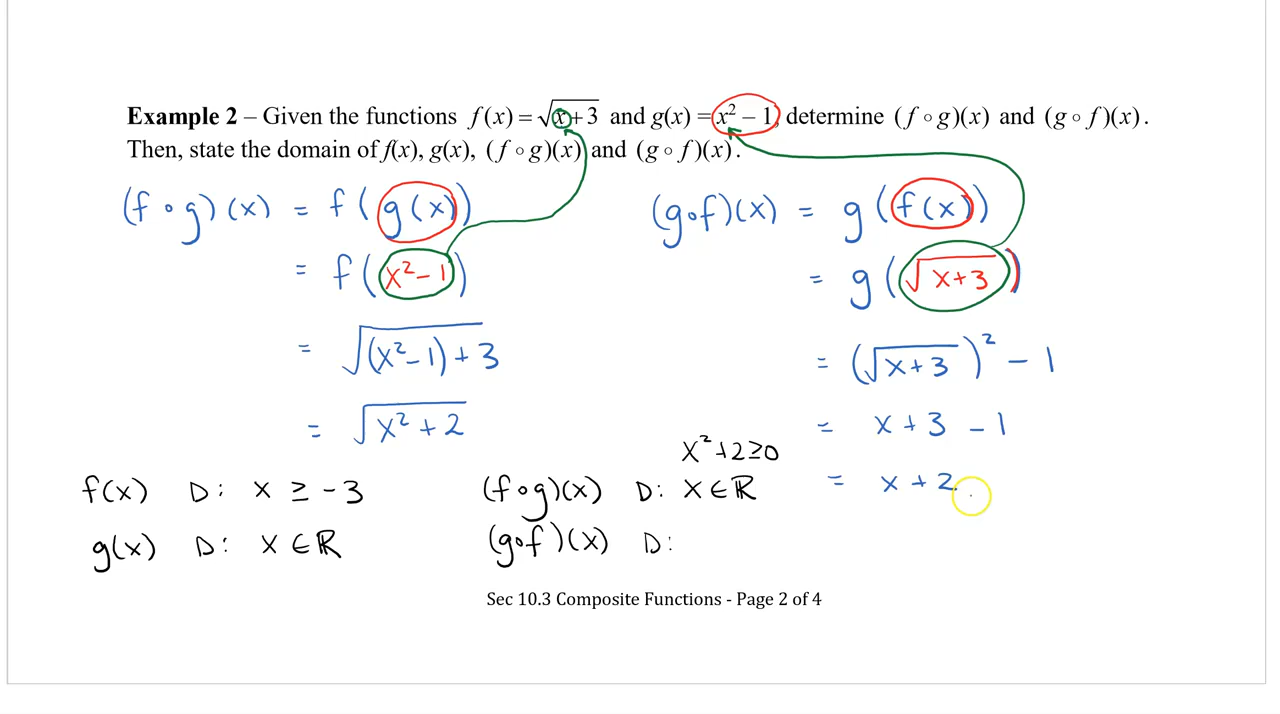 Example 2 – Given the functions f(x) = √(x+3) and g(x) = x² − 1, determine (f ∘ g)(x) and (g ∘ f)(x).
Then, state the domain of f(x), g(x), (f ∘ g)(x) and (g ∘ f)(x).
(f ∘ g)(x) = f(g(x))
= f(x²−1)
= √((x²−1)+3)
= √(x²+2)
(g∘f)(x) = g(f(x))
= g(√(x+3))
= (√(x+3))² − 1
= x+3 − 1
= x+2
f(x) D: x ≥ −3
g(x) D: x ∈ ℝ
x²+2≥0
(f∘g)(x) D: x ∈ ℝ
(g∘f)(x) D:
Sec 10.3 Composite Functions - Page 2 of 4